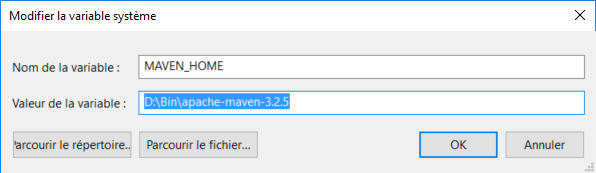 Modifier la variable système
Nom de la variable : MAVEN_HOME
Valeur de la variable : D:\Bin\apache-maven-3.2.5
Parcourir le répertoire... Parcourir le fichier... OK Annuler